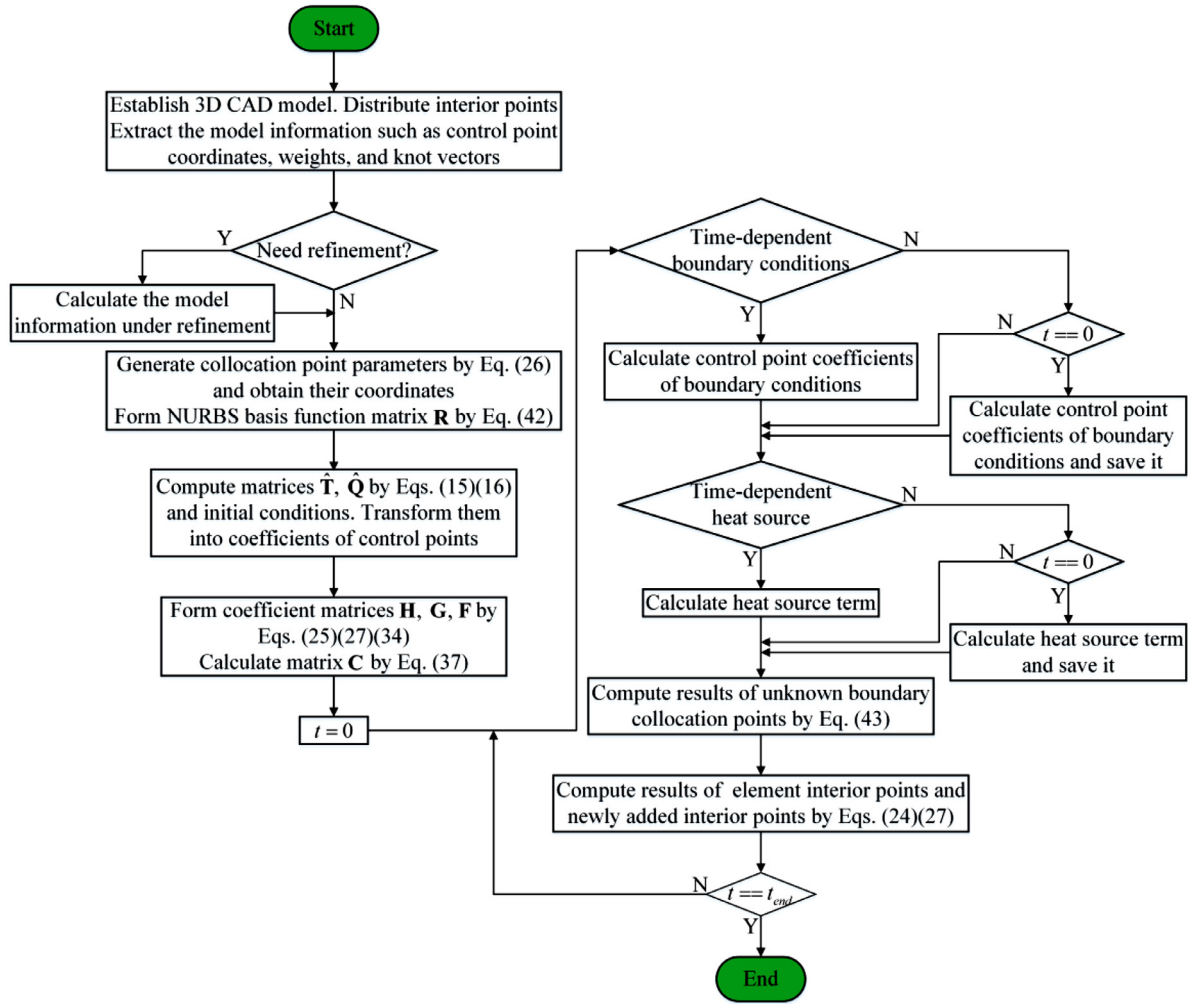 Start
Establish 3D CAD model. Distribute interior points
Extract the model information such as control point
coordinates, weights, and knot vectors
Need refinement?
Y
N
Calculate the model
information under refinement
Generate collocation point parameters by Eq. (26)
and obtain their coordinates
Form NURBS basis function matrix R by Eq. (42)
Compute matrices T̂, Q̂ by Eqs. (15)(16)
and initial conditions. Transform them
into coefficients of control points
Form coefficient matrices H, G, F by
Eqs. (25)(27)(34)
Calculate matrix C by Eq. (37)
t = 0
Time-dependent
boundary conditions
N
Y
t == 0
N
Y
Calculate control point coefficients
of boundary conditions
Calculate control point
coefficients of boundary
conditions and save it
Time-dependent
heat source
N
Y
t == 0
N
Y
Calculate heat source term
Calculate heat source term
and save it
Compute results of unknown boundary
collocation points by Eq. (43)
Compute results of element interior points and
newly added interior points by Eqs. (24)(27)
N
t == t_end
Y
End